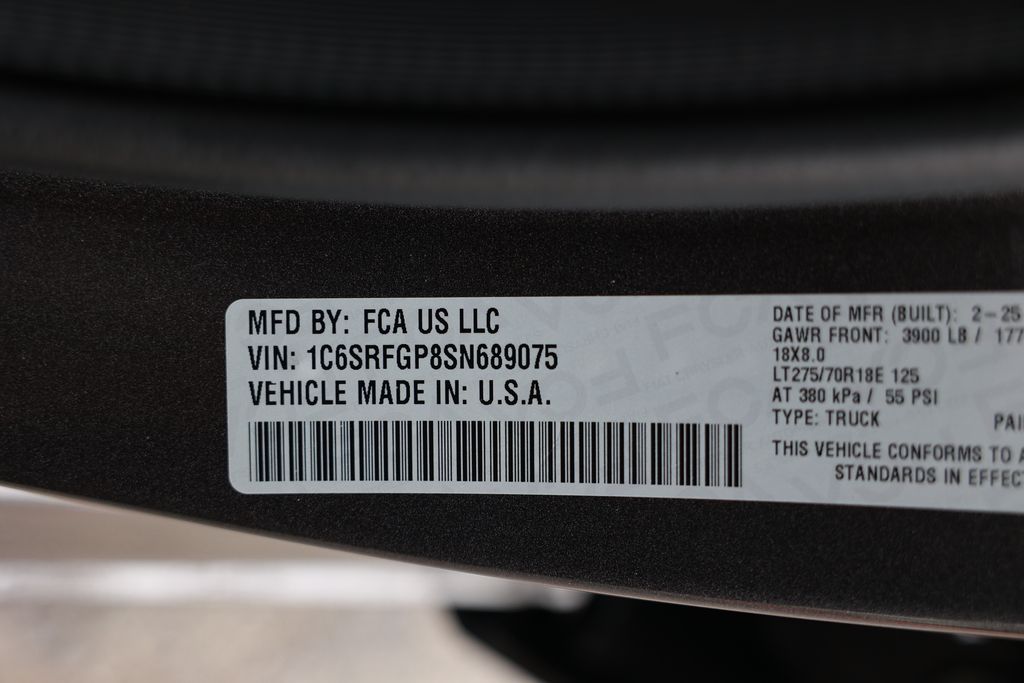 MFD BY: FCA US LLC
VIN: 1C6SRFGP8SN689075
VEHICLE MADE IN: U.S.A.
DATE OF MFR (BUILT): 2-25
GAWR FRONT: 3900 LB / 177
18X8.0
LT275/70R18E 125
AT 380 kPa / 55 PSI
TYPE: TRUCK PAI
THIS VEHICLE CONFORMS TO A
STANDARDS IN EFFEC